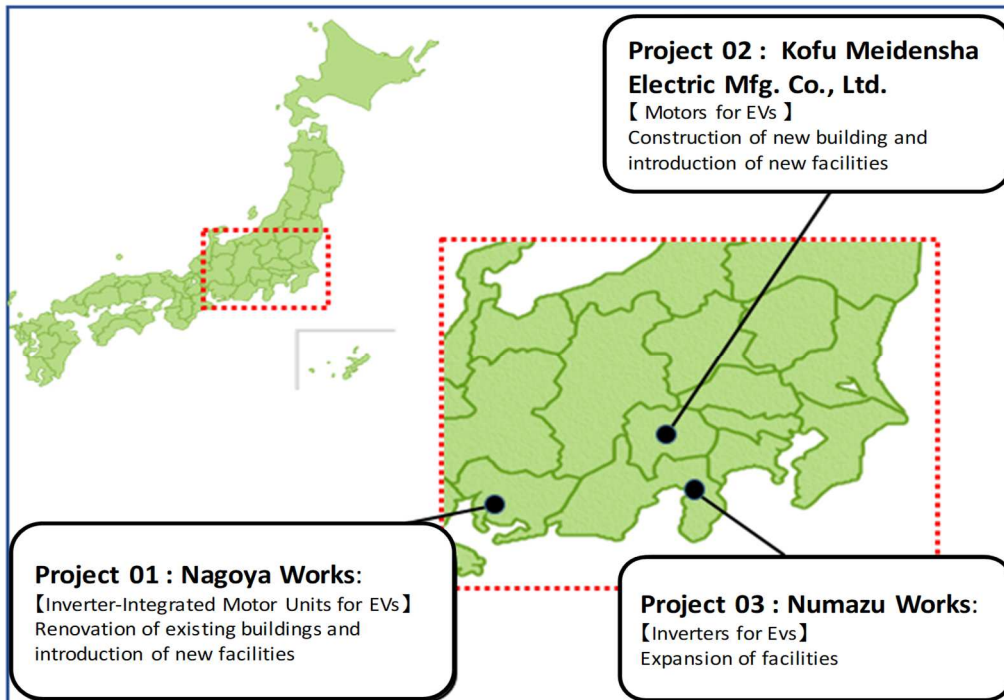 Project 02 :  Kofu Meidensha
Electric Mfg. Co., Ltd.
【 Motors for EVs 】
Construction of new building and
introduction of new facilities
Project 01 : Nagoya Works:
【Inverter-Integrated Motor Units for EVs】
Renovation of existing buildings and
introduction of new facilities
Project 03 : Numazu Works:
【Inverters for Evs】
Expansion of facilities